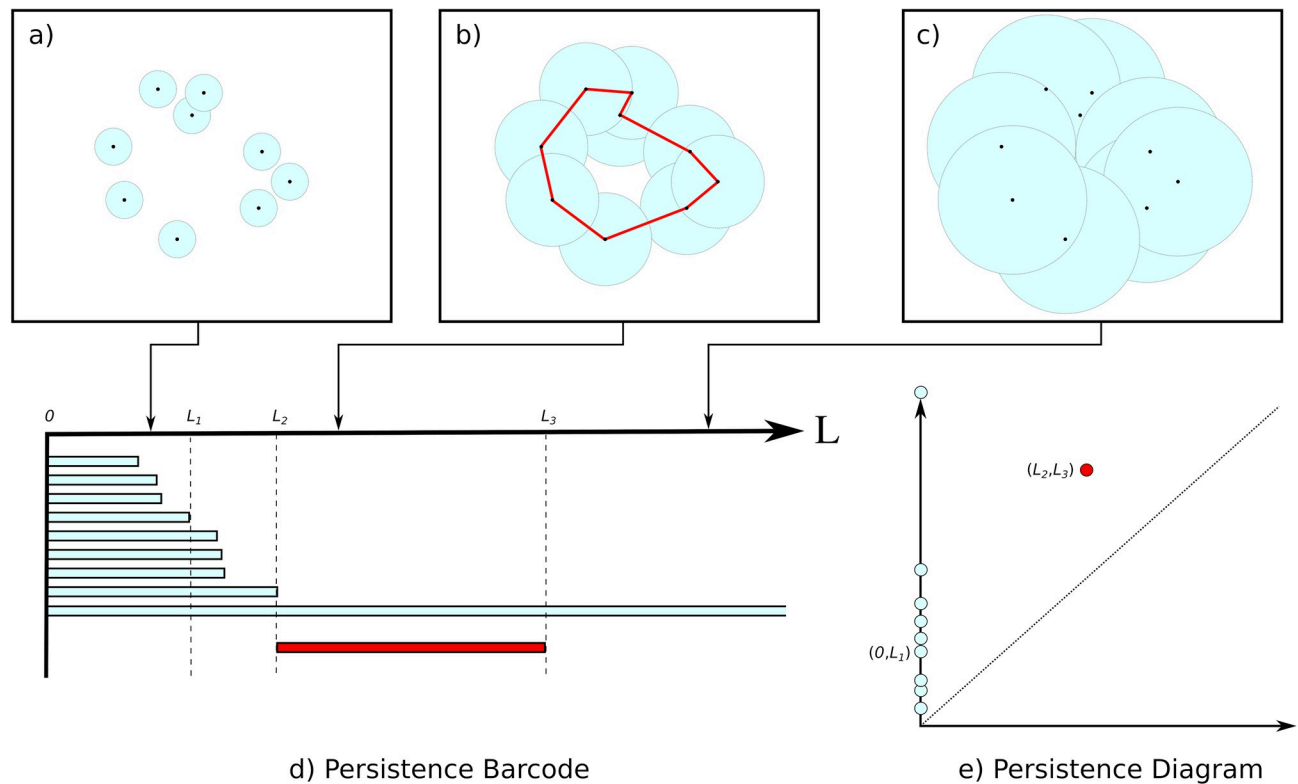 a)
b)
c)
0
L₁
L₂
L₃
L
(L₂,L₃)
(0,L₁)
d) Persistence Barcode
e) Persistence Diagram